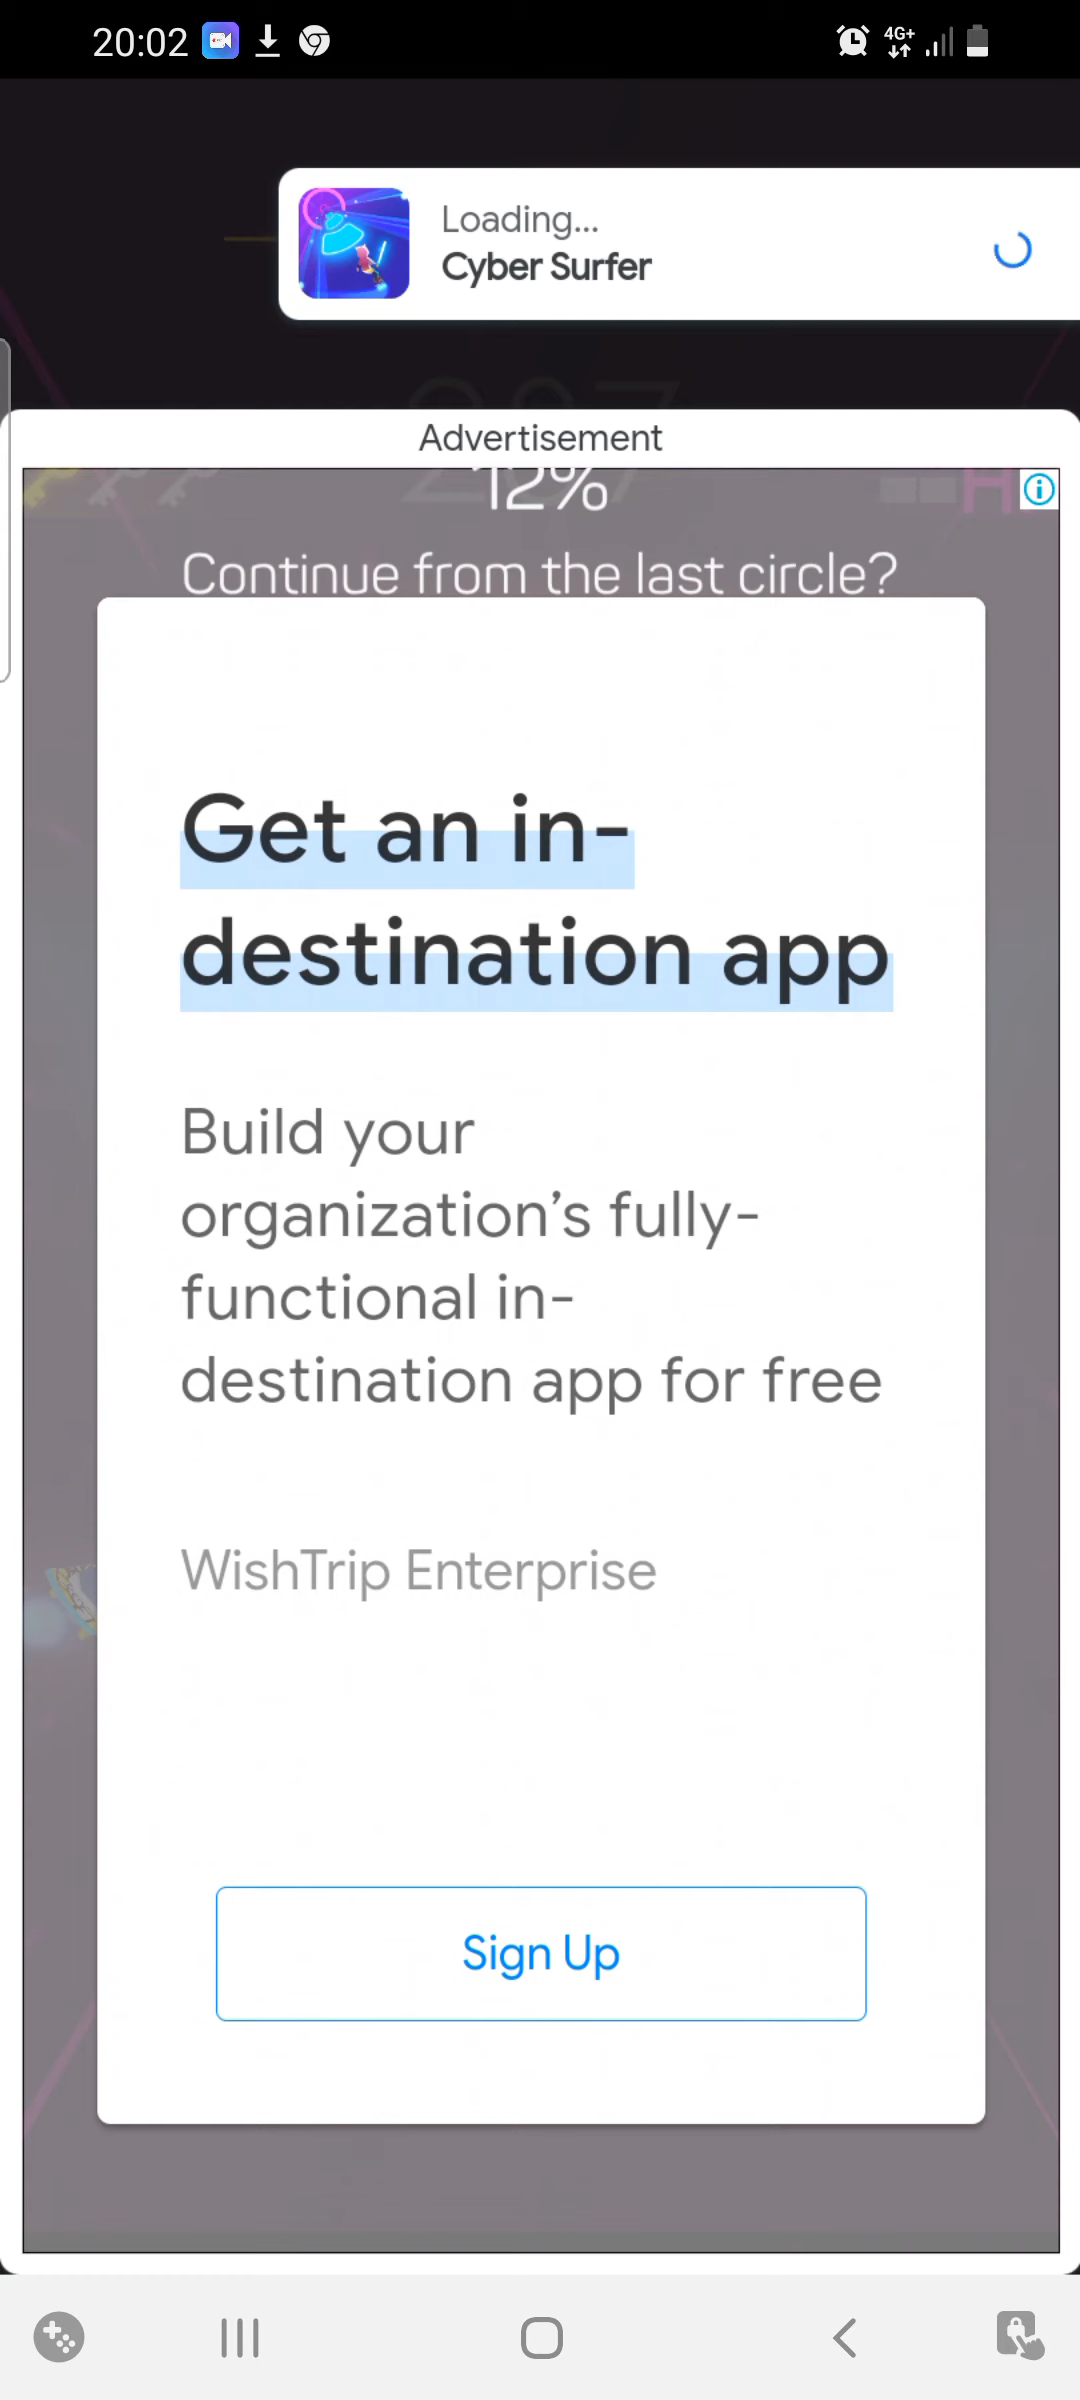 20:02
4G+
Loading...
Cyber Surfer
Advertisement
12%
Continue from the last circle?
Get an in-
destination app
Build your
organization’s fully-
functional in-
destination app for free
WishTrip Enterprise
Sign Up